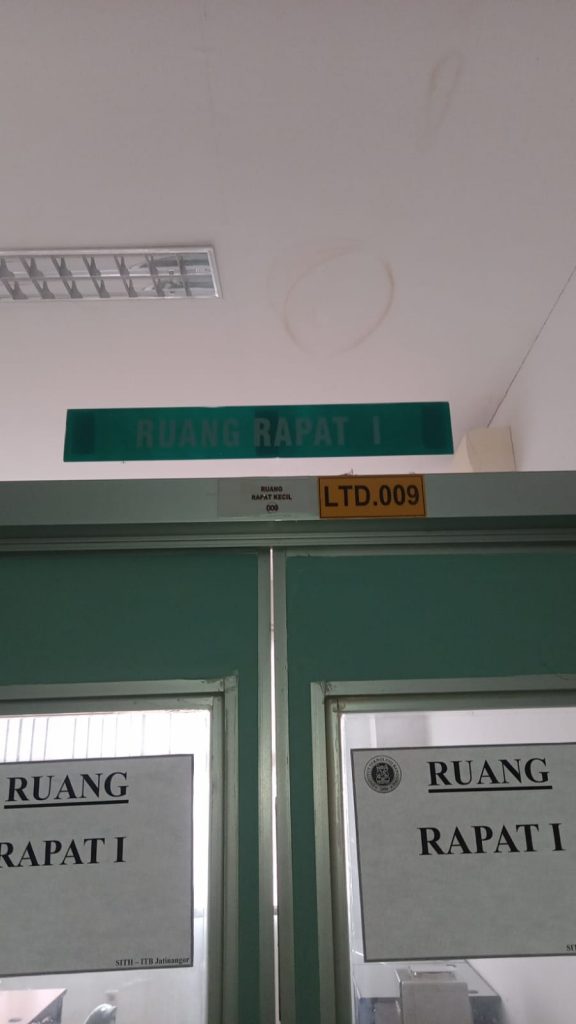 RUANG RAPAT I
RUANG
RAPAT KECIL
009
LTD.009
RUANG
RAPAT I
SITH - ITB Jatinangor
RUANG
RAPAT I